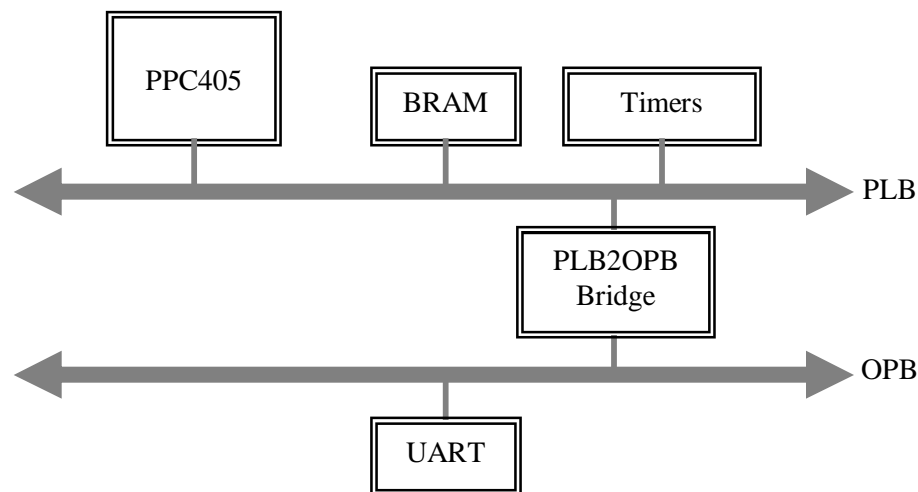 PPC405
BRAM
Timers
PLB
PLB2OPB
Bridge
OPB
UART